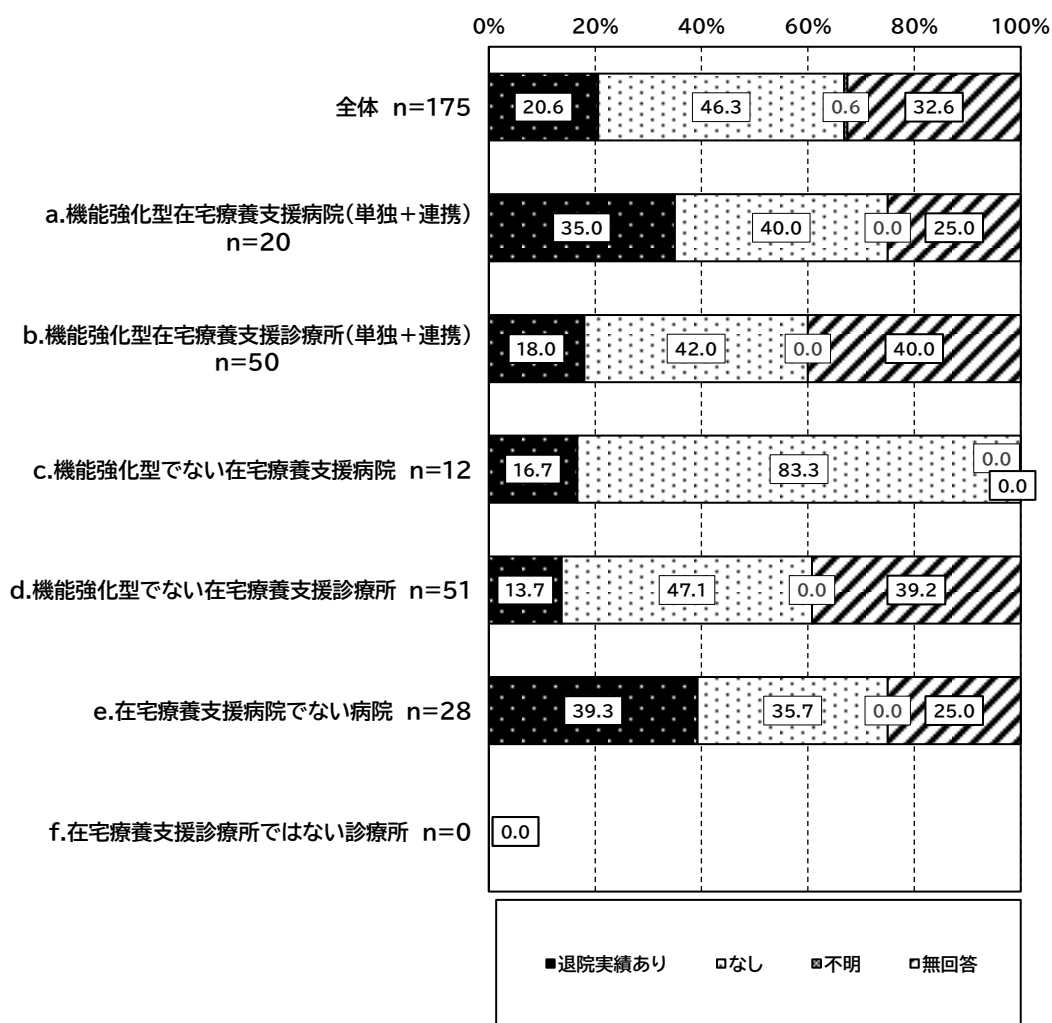 0% 20% 40% 60% 80% 100%
全体 n=175
20.6 46.3 0.6 32.6
a.機能強化型在宅療養支援病院(単独＋連携)
n=20
35.0 40.0 0.0 25.0
b.機能強化型在宅療養支援診療所(単独＋連携)
n=50
18.0 42.0 0.0 40.0
c.機能強化型でない在宅療養支援病院 n=12
16.7 83.3 0.0 0.0
d.機能強化型でない在宅療養支援診療所 n=51
13.7 47.1 0.0 39.2
e.在宅療養支援病院でない病院 n=28
39.3 35.7 0.0 25.0
f.在宅療養支援診療所ではない診療所 n=0
0.0
退院実績あり なし 不明 無回答